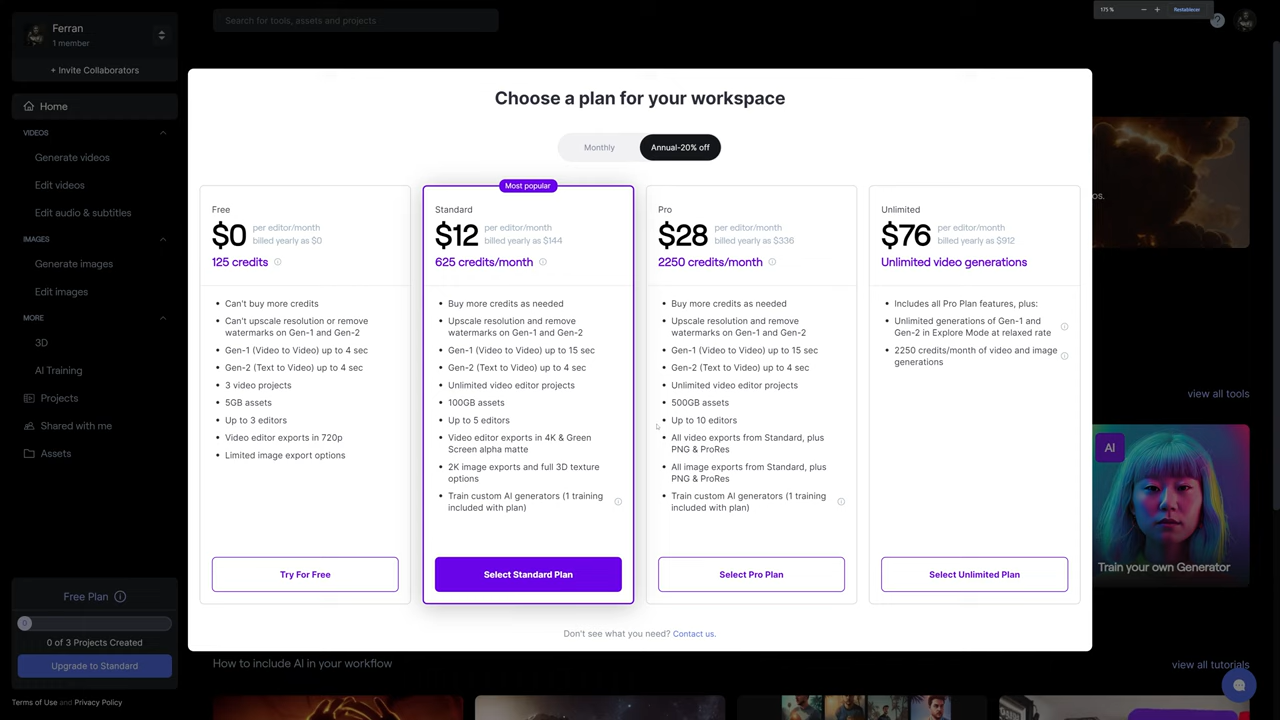 Ferran
1 member
+ Invite Collaborators
Search for tools, assets and projects
175 %
Restablecer
Home
VIDEOS
Generate videos
Edit videos
Edit audio & subtitles
IMAGES
Generate images
Edit images
MORE
3D
AI Training
Projects
Shared with me
Assets
Free Plan
0
0 of 3 Projects Created
Upgrade to Standard
Terms of Use and Privacy Policy
Choose a plan for your workspace
Monthly
Annual-20% off
Free
$0 per editor/month
billed yearly as $0
125 credits
• Can't buy more credits
• Can't upscale resolution or remove
watermarks on Gen-1 and Gen-2
• Gen-1 (Video to Video) up to 4 sec
• Gen-2 (Text to Video) up to 4 sec
• 3 video projects
• 5GB assets
• Up to 3 editors
• Video editor exports in 720p
• Limited image export options
Try For Free
Most popular
Standard
$12 per editor/month
billed yearly as $144
625 credits/month
• Buy more credits as needed
• Upscale resolution and remove
watermarks on Gen-1 and Gen-2
• Gen-1 (Video to Video) up to 15 sec
• Gen-2 (Text to Video) up to 4 sec
• Unlimited video editor projects
• 100GB assets
• Up to 5 editors
• Video editor exports in 4K & Green
Screen alpha matte
• 2K image exports and full 3D texture
options
• Train custom AI generators (1 training
included with plan)
Select Standard Plan
Pro
$28 per editor/month
billed yearly as $336
2250 credits/month
• Buy more credits as needed
• Upscale resolution and remove
watermarks on Gen-1 and Gen-2
• Gen-1 (Video to Video) up to 15 sec
• Gen-2 (Text to Video) up to 4 sec
• Unlimited video editor projects
• 500GB assets
• Up to 10 editors
• All video exports from Standard, plus
PNG & ProRes
• All image exports from Standard, plus
PNG & ProRes
• Train custom AI generators (1 training
included with plan)
Select Pro Plan
Unlimited
$76 per editor/month
billed yearly as $912
Unlimited video generations
• Includes all Pro Plan features, plus:
• Unlimited generations of Gen-1 and
Gen-2 in Explore Mode at relaxed rate
• 2250 credits/month of video and image
generations
Select Unlimited Plan
Don't see what you need? Contact us.
os.
view all tools
AI
Train your own Generator
How to include AI in your workflow
view all tutorials